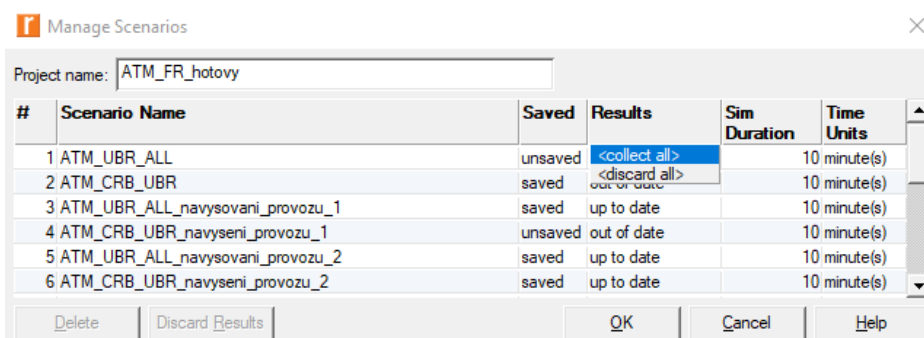 Manage Scenarios
Project name: ATM_FR_hotovy
# Scenario Name Saved Results Sim Duration Time Units
1 ATM_UBR_ALL unsaved <collect all> 10 minute(s)
<discard all>
2 ATM_CRB_UBR saved out of date 10 minute(s)
3 ATM_UBR_ALL_navysovani_provozu_1 saved up to date 10 minute(s)
4 ATM_CRB_UBR_navyseni_provozu_1 unsaved out of date 10 minute(s)
5 ATM_UBR_ALL_navysovani_provozu_2 saved up to date 10 minute(s)
6 ATM_CRB_UBR_navyseni_provozu_2 saved up to date 10 minute(s)
Delete Discard Results OK Cancel Help